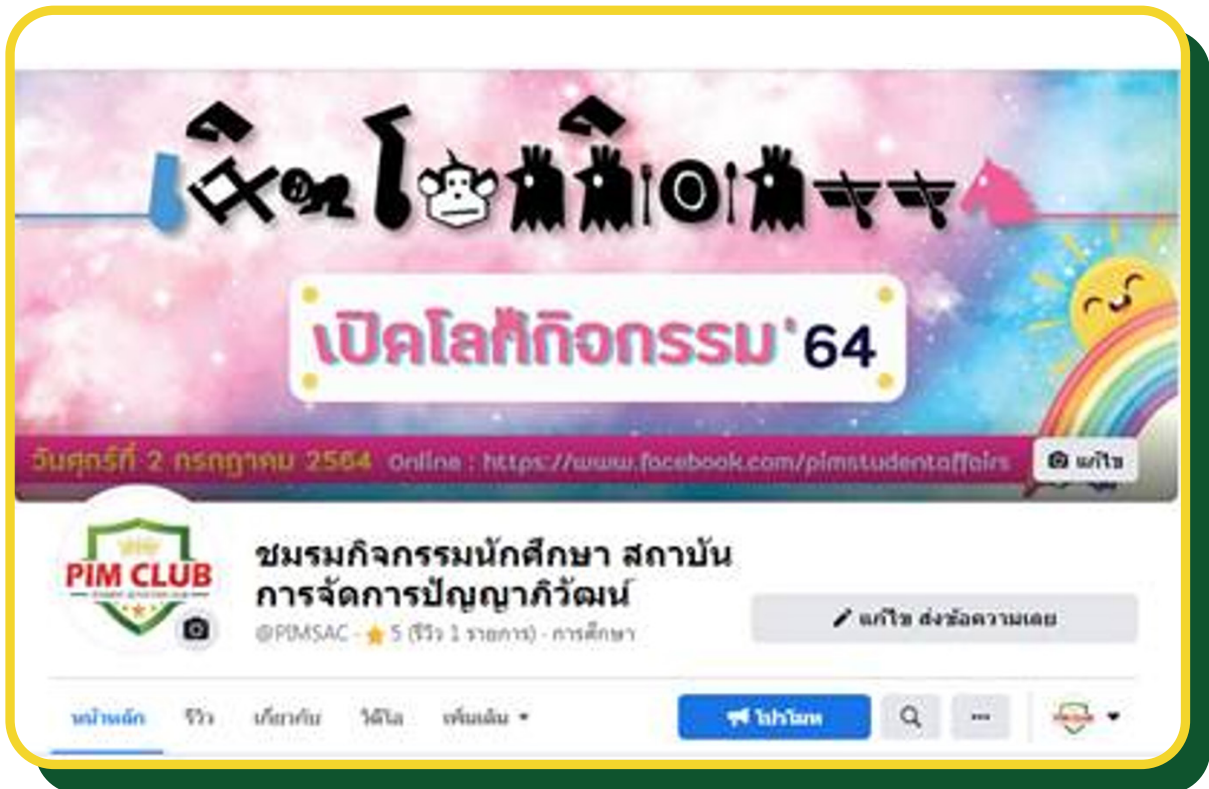 เปิดโลกกิจกรรม'64
วันศุกร์ที่ 2 กรกฎาคม 2564 Online : https://www.facebook.com/pimstudentaffairs
แก้ไข
PIM CLUB
ชมรมกิจกรรมนักศึกษา สถาบัน
การจัดการปัญญาภิวัฒน์
@PIMSAC · 5 (รีวิว 1 รายการ) · การศึกษา
แก้ไข ส่งข้อความเลย
หน้าหลัก รีวิว เกี่ยวกับ วิดีโอ เพิ่มเติม
โปรโมท